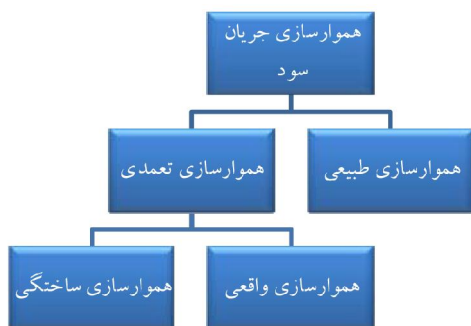 هموارسازی جریان
سود
هموارسازی طبیعی
هموارسازی تعمدی
هموارسازی واقعی
هموارسازی ساختگی